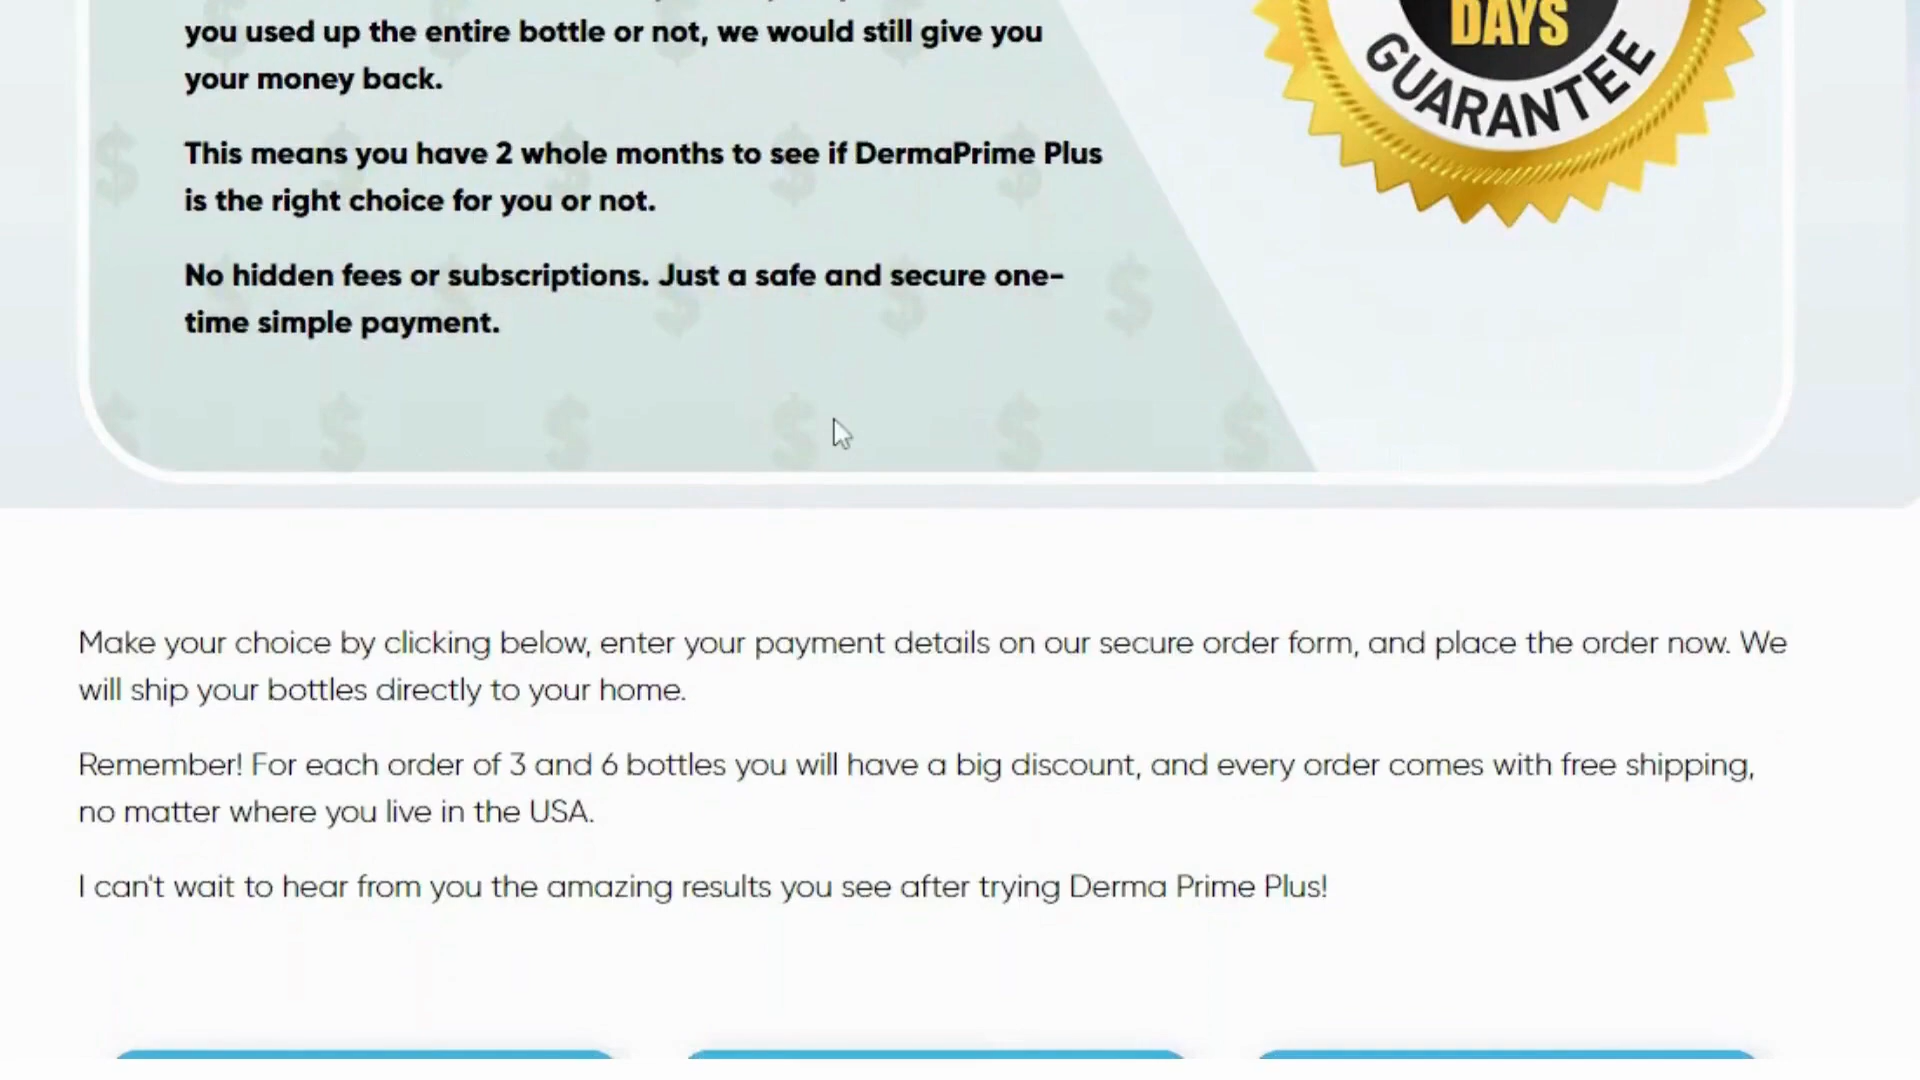 you used up the entire bottle or not, we would still give you
your money back.
This means you have 2 whole months to see if DermaPrime Plus
is the right choice for you or not.
No hidden fees or subscriptions. Just a safe and secure one-
time simple payment.
DAYS
GUARANTEE
Make your choice by clicking below, enter your payment details on our secure order form, and place the order now. We
will ship your bottles directly to your home.
Remember! For each order of 3 and 6 bottles you will have a big discount, and every order comes with free shipping,
no matter where you live in the USA.
I can't wait to hear from you the amazing results you see after trying Derma Prime Plus!